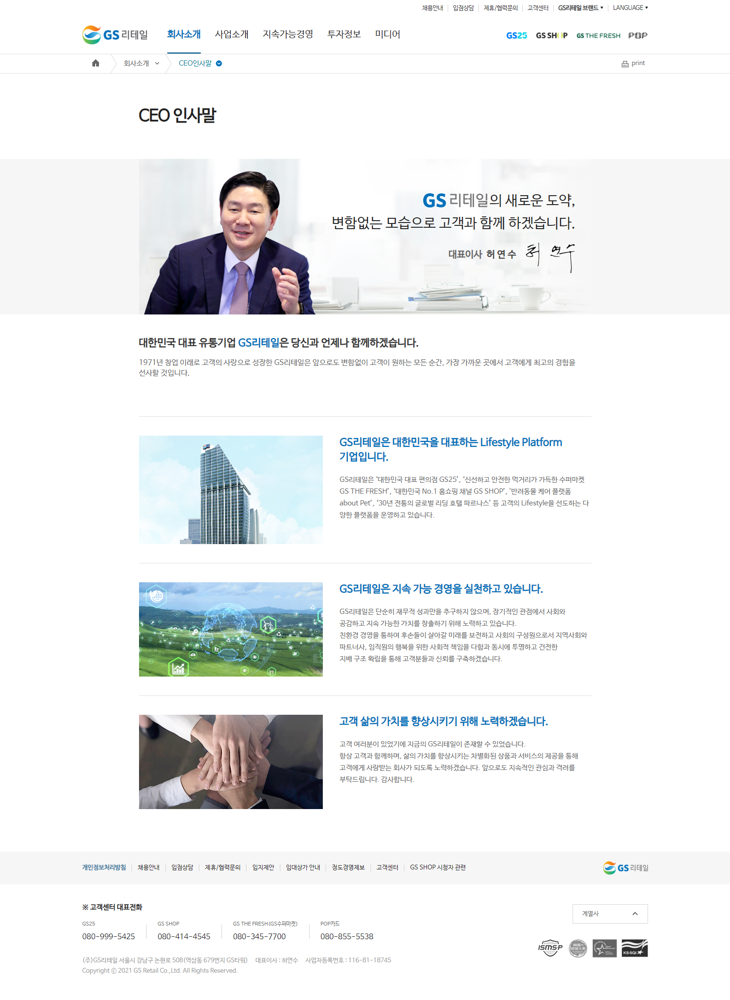 채용안내 입점상담 제휴/협력문의 고객센터 GS리테일 브랜드 LANGUAGE
GS 리테일 회사소개 사업소개 지속가능경영 투자정보 미디어 GS25 GS SHOP GS THE FRESH POP
회사소개 CEO인사말 print
CEO 인사말
GS 리테일의 새로운 도약,
변함없는 모습으로 고객과 함께 하겠습니다.
대표이사 허연수 허 연수
대한민국 대표 유통기업 GS리테일은 당신과 언제나 함께하겠습니다.
1971년 창업 이래로 고객의 사랑으로 성장한 GS리테일은 앞으로도 변함없이 고객이 원하는 모든 순간, 가장 가까운 곳에서 고객에게 최고의 경험을
선사할 것입니다.
GS리테일은 대한민국을 대표하는 Lifestyle Platform
기업입니다.
GS리테일은 ‘대한민국 대표 편의점 GS25’, ‘신선하고 안전한 먹거리가 가득한 수퍼마켓
GS THE FRESH’, ‘대한민국 No.1 홈쇼핑 채널 GS SHOP’, '반려동물 케어 플랫폼
about Pet’, ‘30년 전통의 글로벌 리딩 호텔 파르나스’ 등 고객의 Lifestyle을 선도하는 다
양한 플랫폼을 운영하고 있습니다.
GS리테일은 지속 가능 경영을 실천하고 있습니다.
GS리테일은 단순히 재무적 성과만을 추구하지 않으며, 장기적인 관점에서 사회와
공감하고 지속 가능한 가치를 창출하기 위해 노력하고 있습니다.
친환경 경영을 통하여 후손들이 살아갈 미래를 보전하고 사회의 구성원으로서 지역사회와
파트너사, 임직원의 행복을 위한 사회적 책임을 다함과 동시에 투명하고 건전한
지배 구조 확립을 통해 고객분들과 신뢰를 구축하겠습니다.
고객 삶의 가치를 향상시키기 위해 노력하겠습니다.
고객 여러분이 있었기에 지금의 GS리테일이 존재할 수 있었습니다.
항상 고객과 함께하며, 삶의 가치를 향상시키는 차별화된 상품과 서비스의 제공을 통해
고객에게 사랑받는 회사가 되도록 노력하겠습니다. 앞으로도 지속적인 관심과 격려를
부탁드립니다. 감사합니다.
개인정보처리방침 채용안내 입점상담 제휴/협력문의 입지제안 임대상가 안내 정도경영제보 고객센터 GS SHOP 시청자 관련 GS 리테일
※ 고객센터 대표전화
계열사
GS25 GS SHOP GS THE FRESH(GS수퍼마켓) POP카드
080-999-5425 080-414-4545 080-345-7700 080-855-5538
ISMS-P KS-SQI
(주)GS리테일 서울시 강남구 논현로 508(역삼동 679번지 GS타워) 대표이사 : 허연수 사업자등록번호 : 116-81-18745
Copyright ⓒ 2021 GS Retail Co.,Ltd. All Rights Reserved.